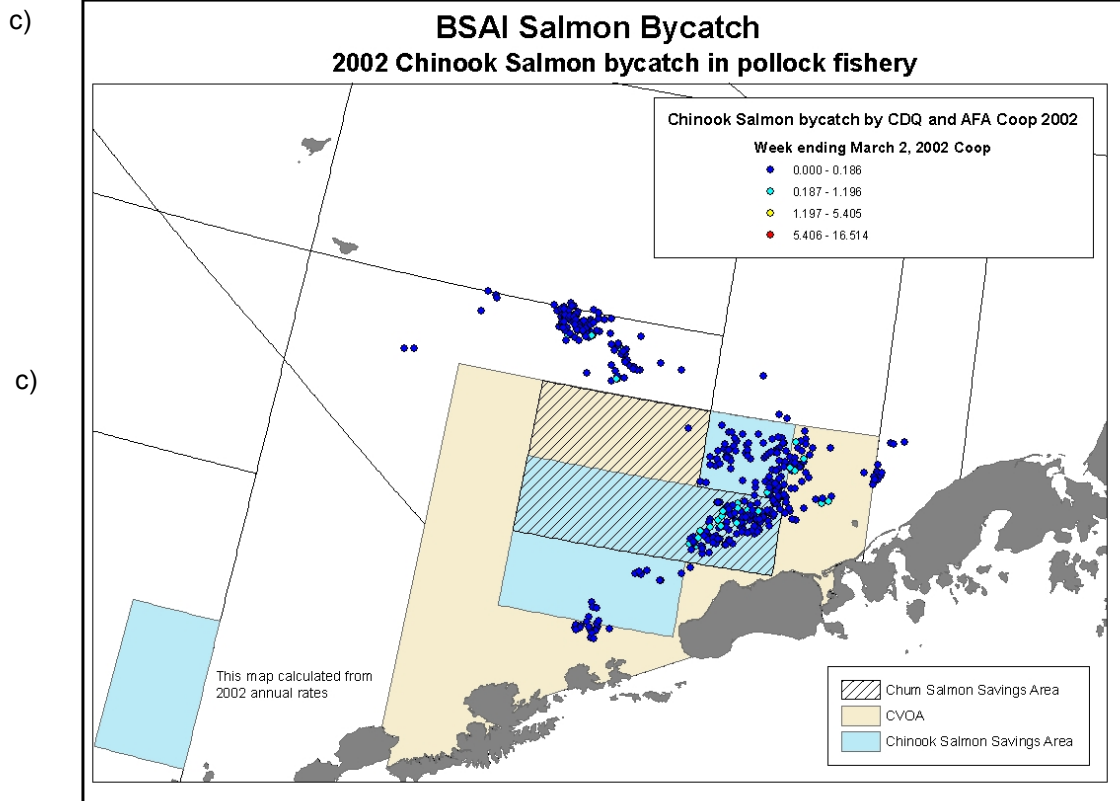 c)
BSAI Salmon Bycatch
2002 Chinook Salmon bycatch in pollock fishery
Chinook Salmon bycatch by CDQ and AFA Coop 2002
Week ending March 2, 2002 Coop
0.000 - 0.186
0.187 - 1.196
1.197 - 5.405
5.406 - 16.514
c)
This map calculated from
2002 annual rates
Chum Salmon Savings Area
CVOA
Chinook Salmon Savings Area